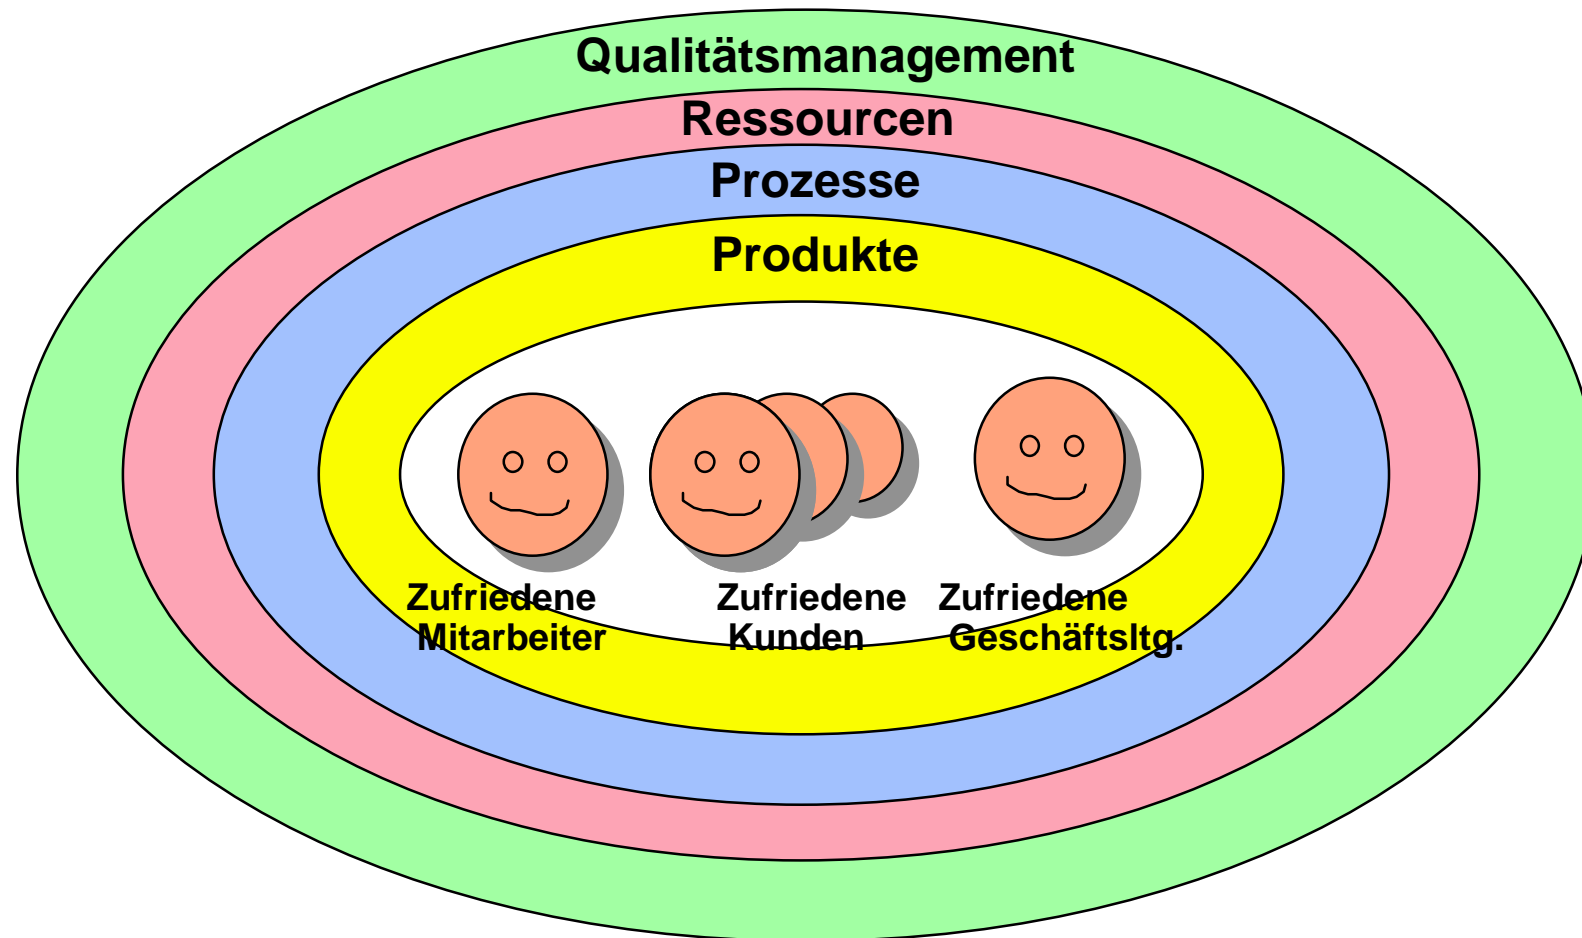 Qualitätsmanagement
Ressourcen
Prozesse
Produkte
Zufriedene
Mitarbeiter
Zufriedene
Kunden
Zufriedene
Geschäftsltg.